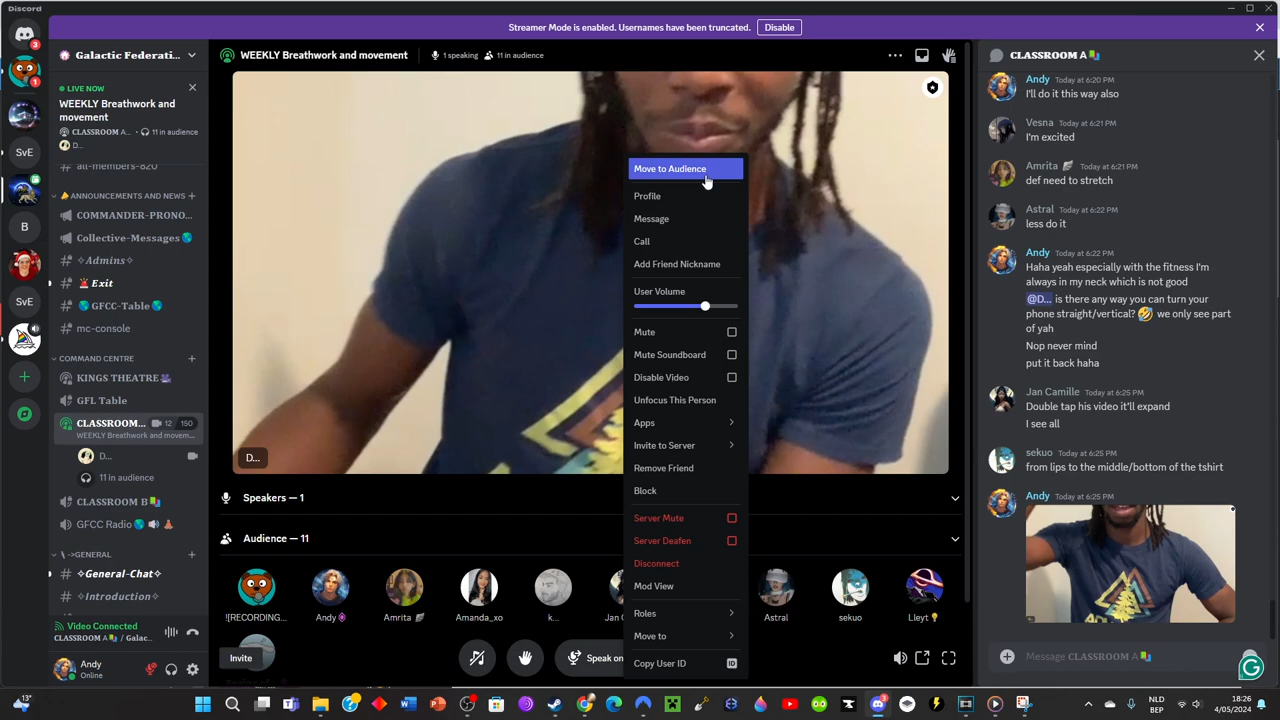 Discord
Streamer Mode is enabled. Usernames have been truncated.
Disable
3
1
SvE
B
SvE
Galactic Federati...
LIVE NOW
WEEKLY Breathwork and
movement
CLASSROOM A... · 11 in audience
D...
all-members-820
ANNOUNCEMENTS AND NEWS
COMMANDER-PRONO...
Collective-Messages🌎
✧Admins✧
🚨Exit
🌎GFCC-Table🌎
mc-console
COMMAND CENTRE
KINGS THEATRE
GFL Table
CLASSROOM... 12 150
WEEKLY Breathwork and movem...
D...
11 in audience
CLASSROOM B
GFCC Radio🌎
\ ->GENERAL
✧General-Chat✧
✧Introduction✧
Video Connected
CLASSROOM A / Galac...
Andy
Online
WEEKLY Breathwork and movement
1 speaking 11 in audience
D...
Speakers — 1
Audience — 11
![RECORDING...
Andy
Amrita
Amanda_xo
k...
Jan C
Astral
sekuo
Lleyt
Invite
Speak on
Move to Audience
Profile
Message
Call
Add Friend Nickname
User Volume
Mute
Mute Soundboard
Disable Video
Unfocus This Person
Apps
Invite to Server
Remove Friend
Block
Server Mute
Server Deafen
Disconnect
Mod View
Roles
Move to
Copy User ID
ID
CLASSROOM A
Andy Today at 6:20 PM
I'll do it this way also
Vesna Today at 6:21 PM
I'm excited
Amrita Today at 6:21 PM
def need to stretch
Astral Today at 6:22 PM
less do it
Andy Today at 6:22 PM
Haha yeah especially with the fitness I'm
always in my neck which is not good
@D... is there any way you can turn your
phone straight/vertical? 🤣 we only see part
of yah
Nop never mind
put it back haha
Jan Camille Today at 6:25 PM
Double tap his video it'll expand
I see all
sekuo Today at 6:25 PM
from lips to the middle/bottom of the tshirt
Andy Today at 6:25 PM
Message CLASSROOM A
13°
3
NLD
BEP
18:26
4/05/2024